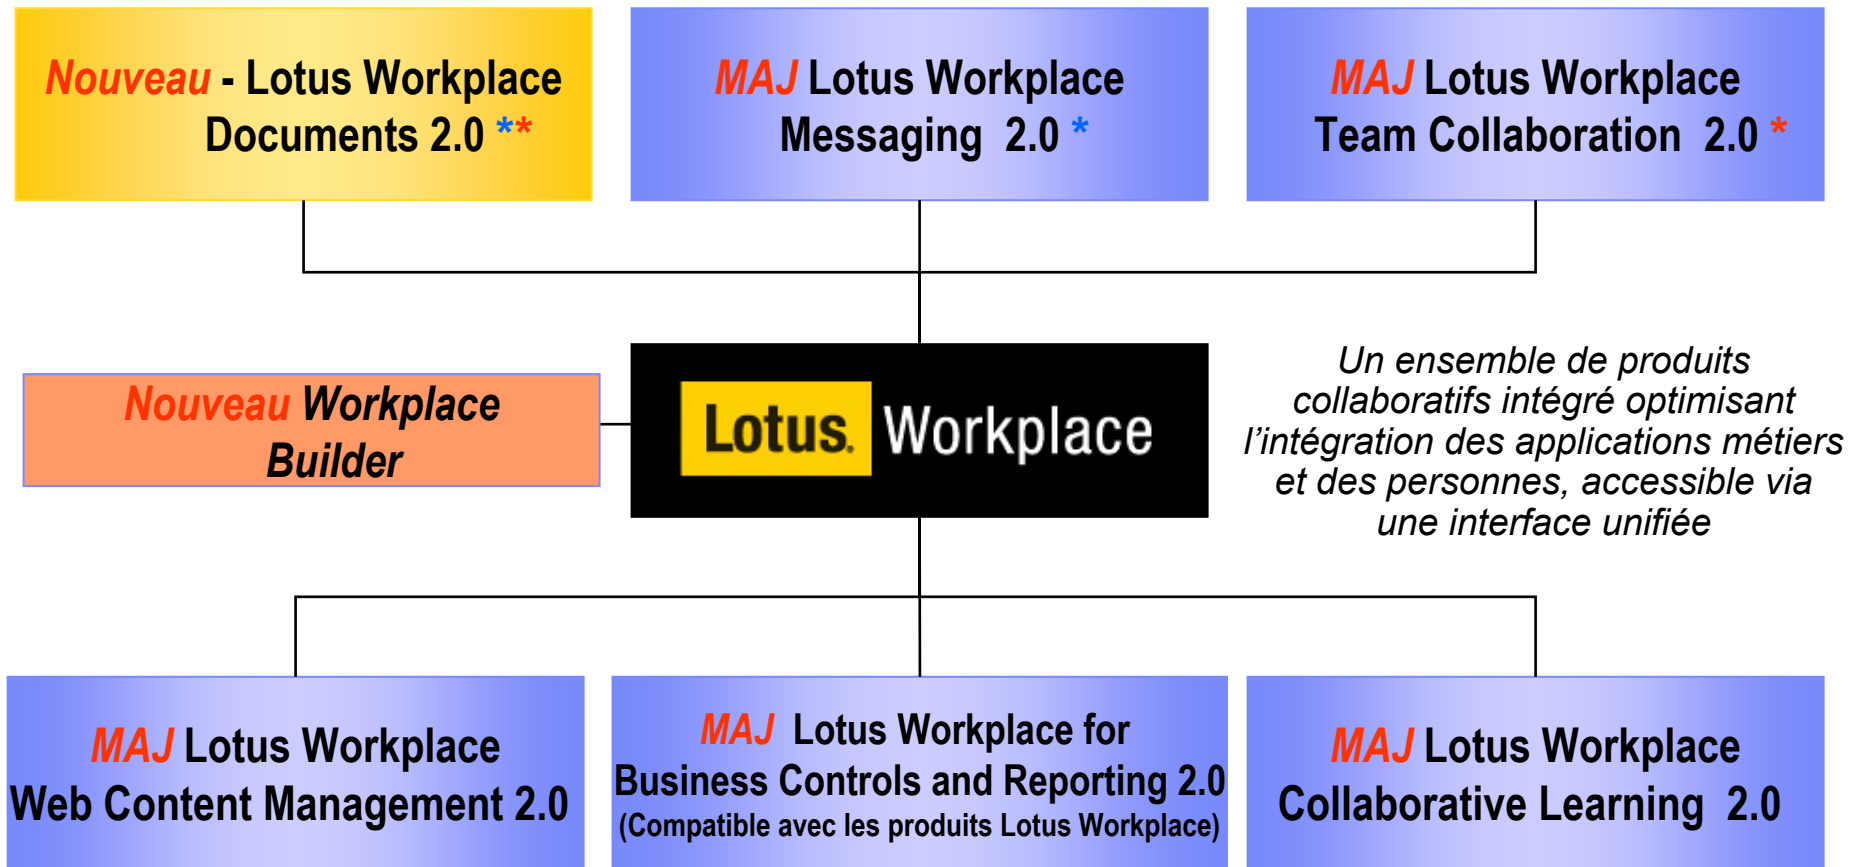 Nouveau - Lotus Workplace
Documents 2.0 **
MAJ Lotus Workplace
Messaging 2.0 *
MAJ Lotus Workplace
Team Collaboration 2.0 *
Nouveau Workplace
Builder
Lotus. Workplace
Un ensemble de produits
collaboratifs intégré optimisant
l’intégration des applications métiers
et des personnes, accessible via
une interface unifiée
MAJ Lotus Workplace
Web Content Management 2.0
MAJ Lotus Workplace for
Business Controls and Reporting 2.0
(Compatible avec les produits Lotus Workplace)
MAJ Lotus Workplace
Collaborative Learning 2.0